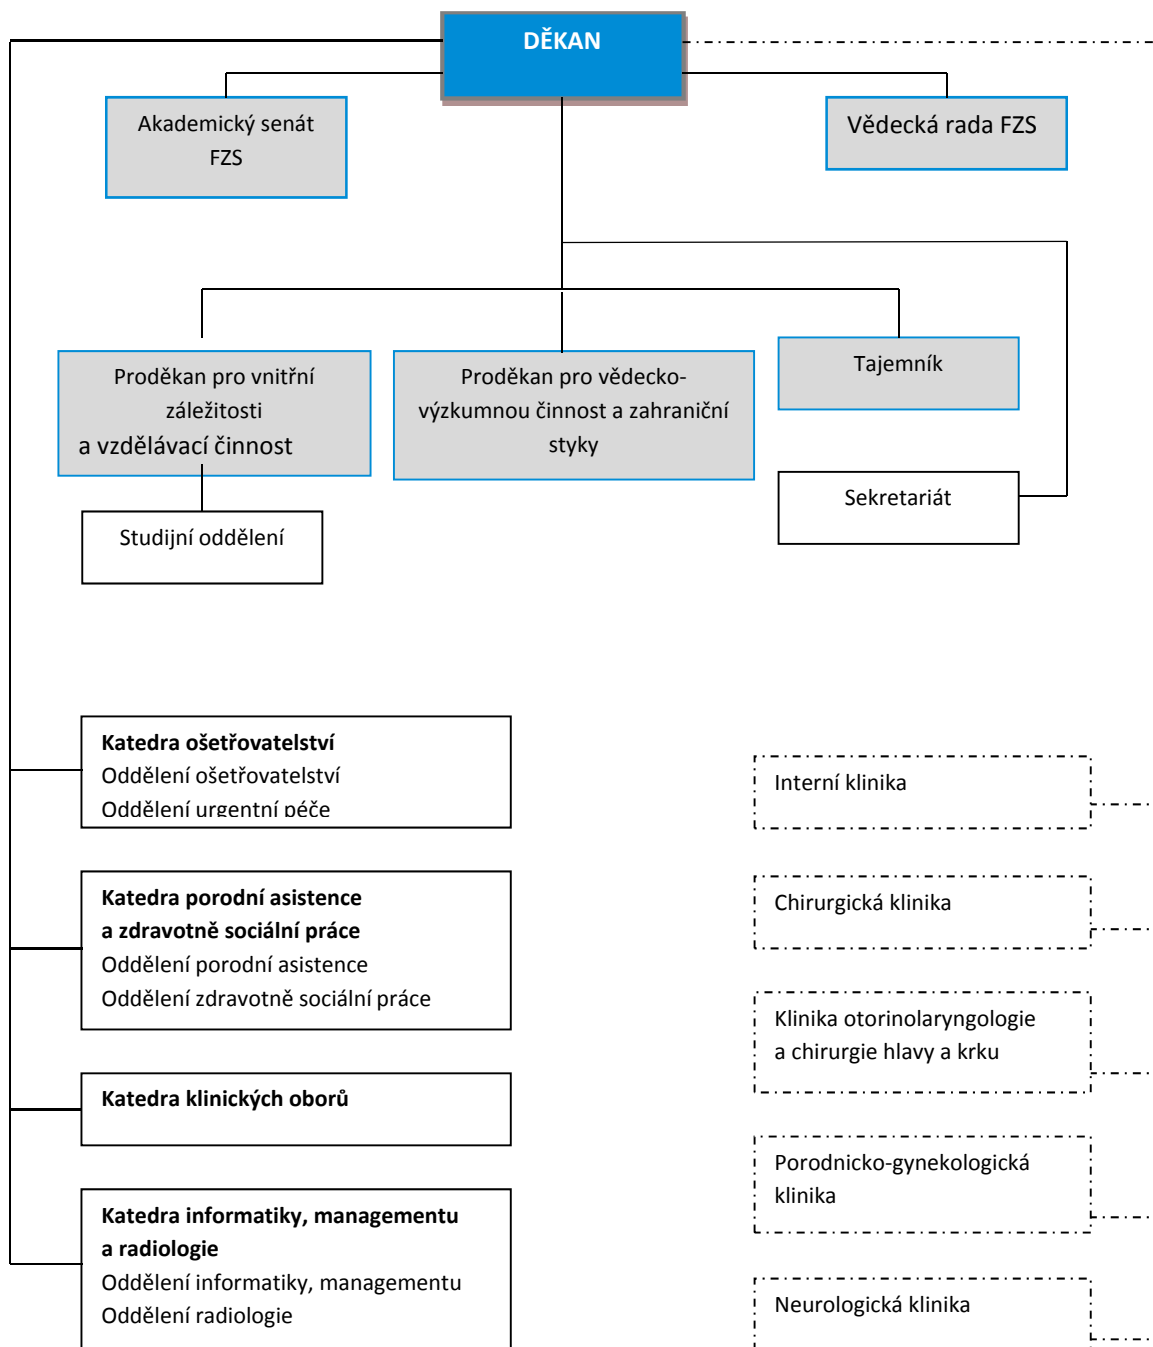 DĚKAN
Akademický senát
FZS
Vědecká rada FZS
Proděkan pro vnitřní
záležitosti
a vzdělávací činnost
Proděkan pro vědecko-
výzkumnou činnost a zahraniční
styky
Tajemník
Studijní oddělení
Sekretariát
Katedra ošetřovatelství
Oddělení ošetřovatelství
Oddělení urgentní péče
Katedra porodní asistence
a zdravotně sociální práce
Oddělení porodní asistence
Oddělení zdravotně sociální práce
Katedra klinických oborů
Katedra informatiky, managementu
a radiologie
Oddělení informatiky, managementu
Oddělení radiologie
Interní klinika
Chirurgická klinika
Klinika otorinolaryngologie
a chirurgie hlavy a krku
Porodnicko-gynekologická
klinika
Neurologická klinika